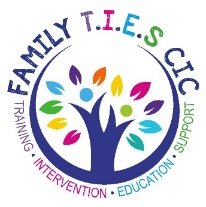 FAMILY T.I.E.S CIC
TRAINING · INTERVENTION · EDUCATION · SUPPORT